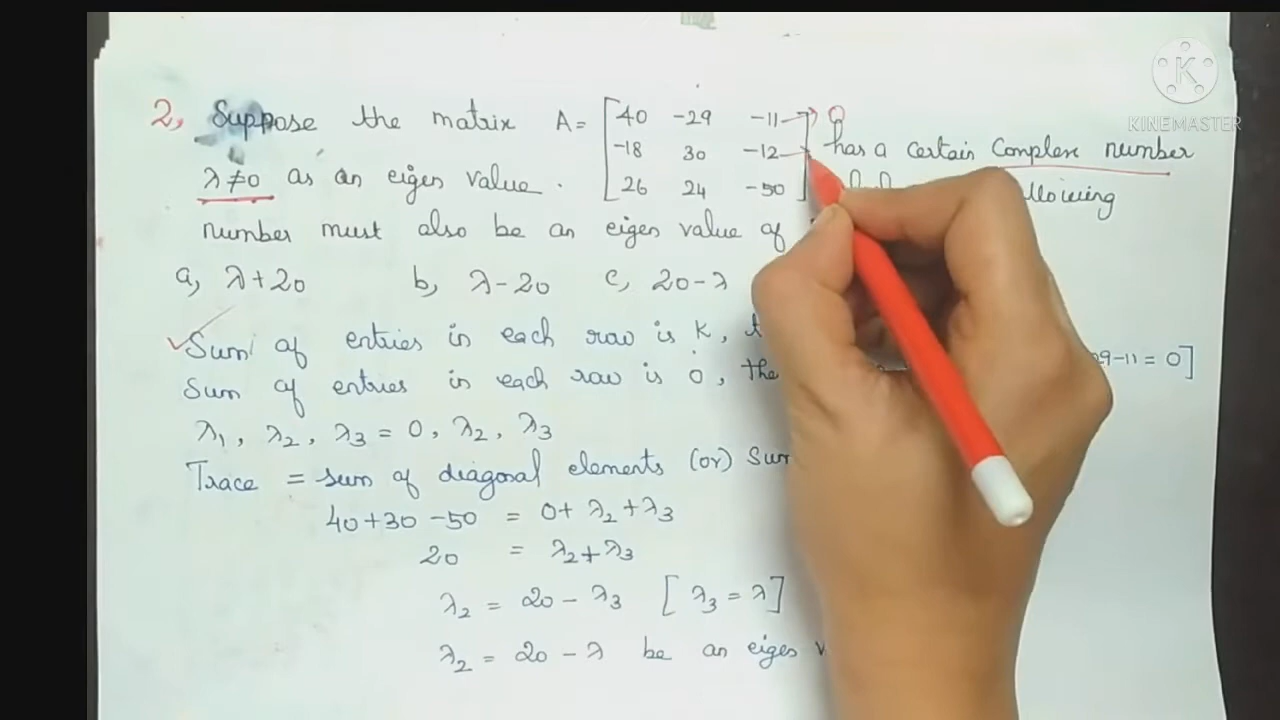 2, Suppose the matrix A = [ 40 -29 -11 → 0
-18 30 -12 ] has a certain complex number
λ ≠ 0 as an eigen value. 26 24 -50 llowing
number must also be an eigen value of
a, λ + 20 b, λ - 20 c, 20 - λ
✓ Sum of entries in each row is K,
Sum of entries in each row is 0, the 29-11 = 0]
λ1, λ2, λ3 = 0, λ2, λ3
Trace = sum of diagonal elements (or) Sum
40+30-50 = 0 + λ2 + λ3
20 = λ2 + λ3
λ2 = 20 - λ3 [ λ3 = λ ]
λ2 = 20 - λ be an eigen
KINEMASTER